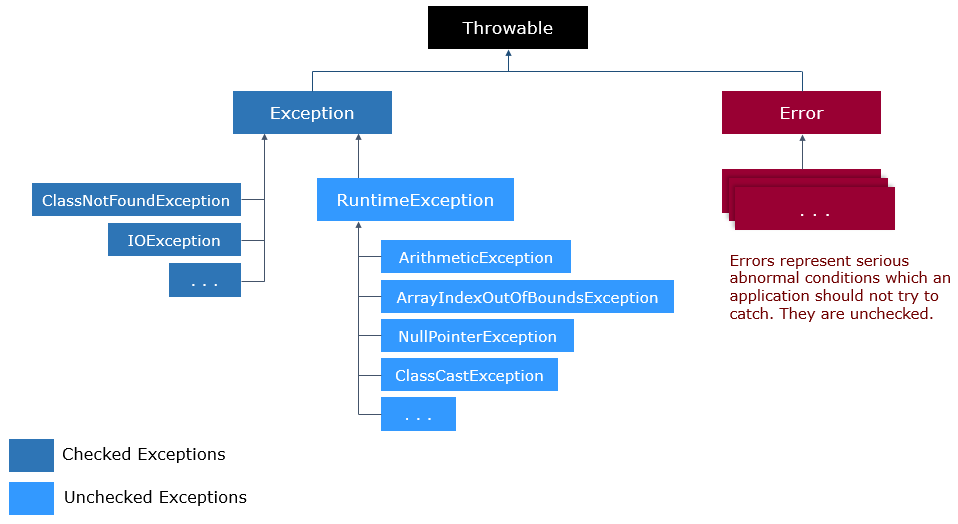 Throwable
Exception
Error
ClassNotFoundException
RuntimeException
IOException
. . .
. . .
ArithmeticException
ArrayIndexOutOfBoundsException
NullPointerException
ClassCastException
. . .
Errors represent serious
abnormal conditions which an
application should not try to
catch. They are unchecked.
Checked Exceptions
Unchecked Exceptions